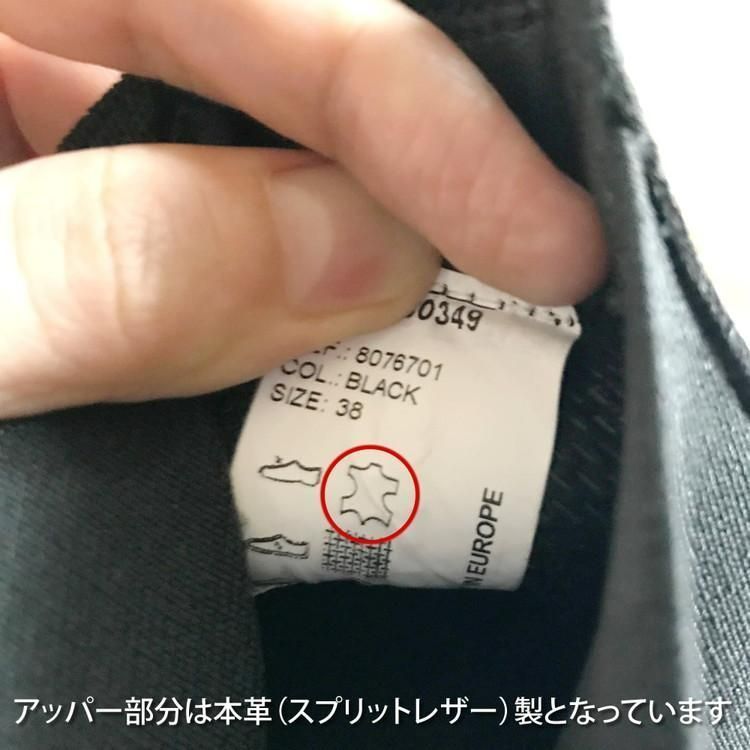 00349
8076701
COL.: BLACK
SIZE: 38
EUROPE
アッパー部分は本革（スプリットレザー）製となっています